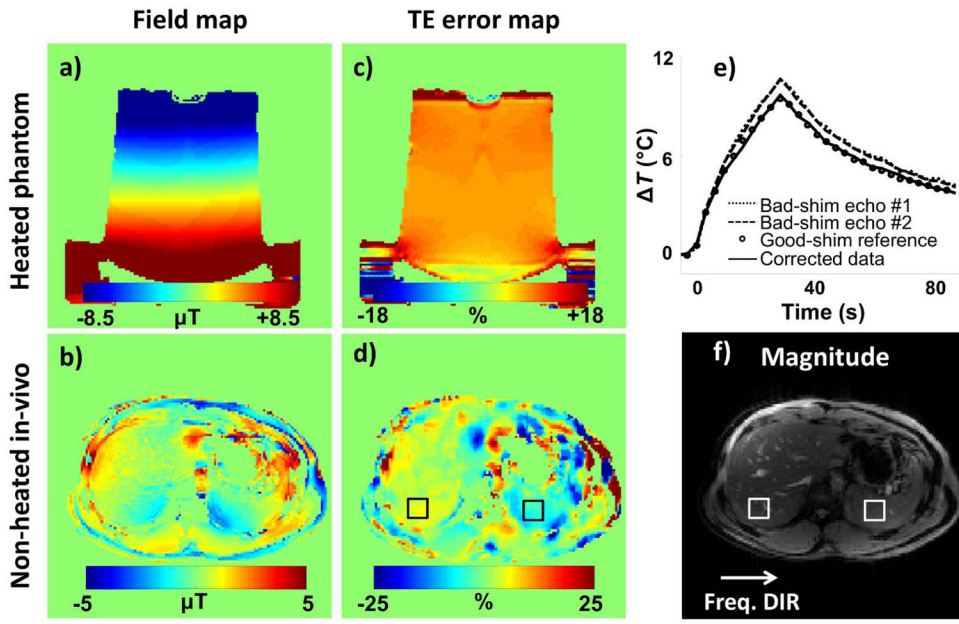 Field map
TE error map
Heated phantom
a)
-8.5 µT +8.5
c)
-18 % +18
e)
12
6
0
ΔT (°C)
Bad-shim echo #1
Bad-shim echo #2
Good-shim reference
Corrected data
0 40 80
Time (s)
Non-heated in-vivo
b)
-5 µT 5
d)
-25 % 25
f)
Magnitude
Freq. DIR